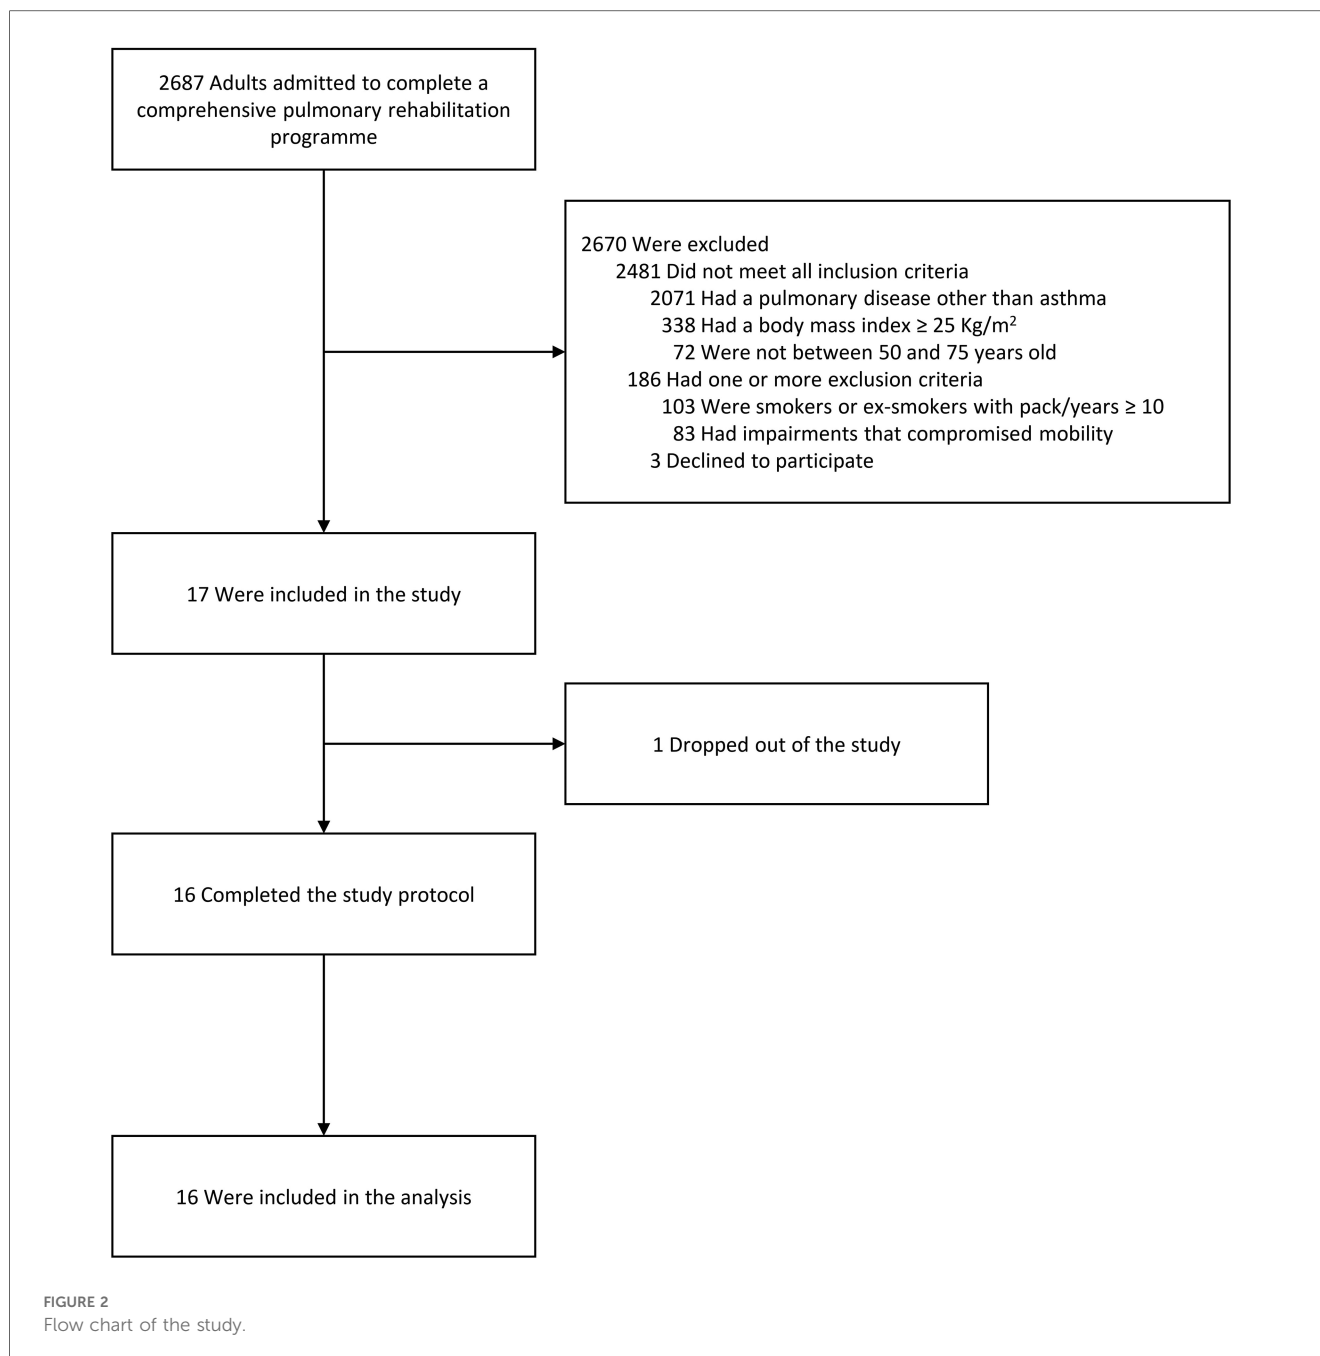 2687 Adults admitted to complete a
comprehensive pulmonary rehabilitation
programme
2670 Were excluded
2481 Did not meet all inclusion criteria
2071 Had a pulmonary disease other than asthma
338 Had a body mass index ≥ 25 Kg/m²
72 Were not between 50 and 75 years old
186 Had one or more exclusion criteria
103 Were smokers or ex-smokers with pack/years ≥ 10
83 Had impairments that compromised mobility
3 Declined to participate
17 Were included in the study
1 Dropped out of the study
16 Completed the study protocol
16 Were included in the analysis
FIGURE 2
Flow chart of the study.